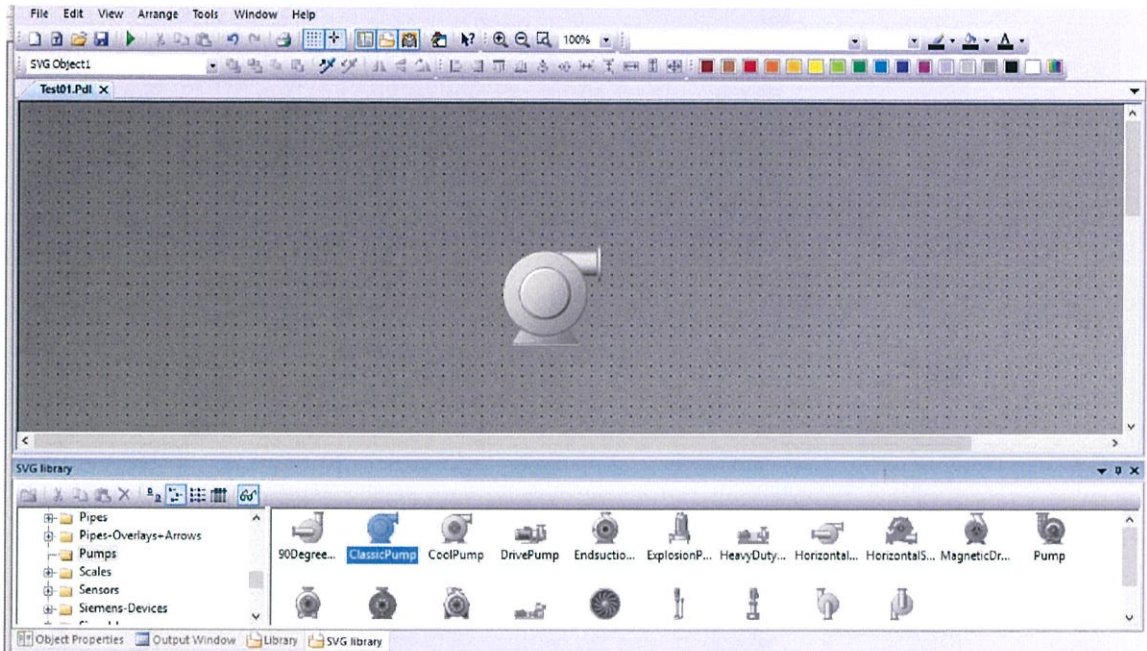 File Edit View Arrange Tools Window Help
100%
SVG Object1
Test01.Pdl
SVG library
Pipes
Pipes-Overlays+Arrows
Pumps
Scales
Sensors
Siemens-Devices
90Degree... ClassicPump CoolPump DrivePump Endsuctio... ExplosionP... HeavyDuty... Horizontal... HorizontalS... MagneticDr... Pump
Object Properties Output Window Library SVG library